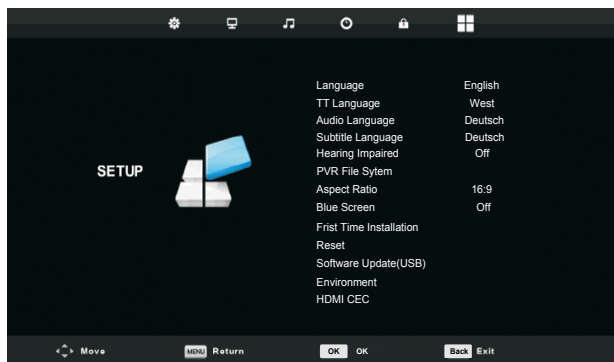 Language English
TT Language West
Audio Language Deutsch
Subtitle Language Deutsch
Hearing Impaired Off
SETUP
PVR File Sytem
Aspect Ratio 16:9
Blue Screen Off
Frist Time Installation
Reset
Software Update(USB)
Environment
HDMI CEC
Move MENU Return OK OK Back Exit